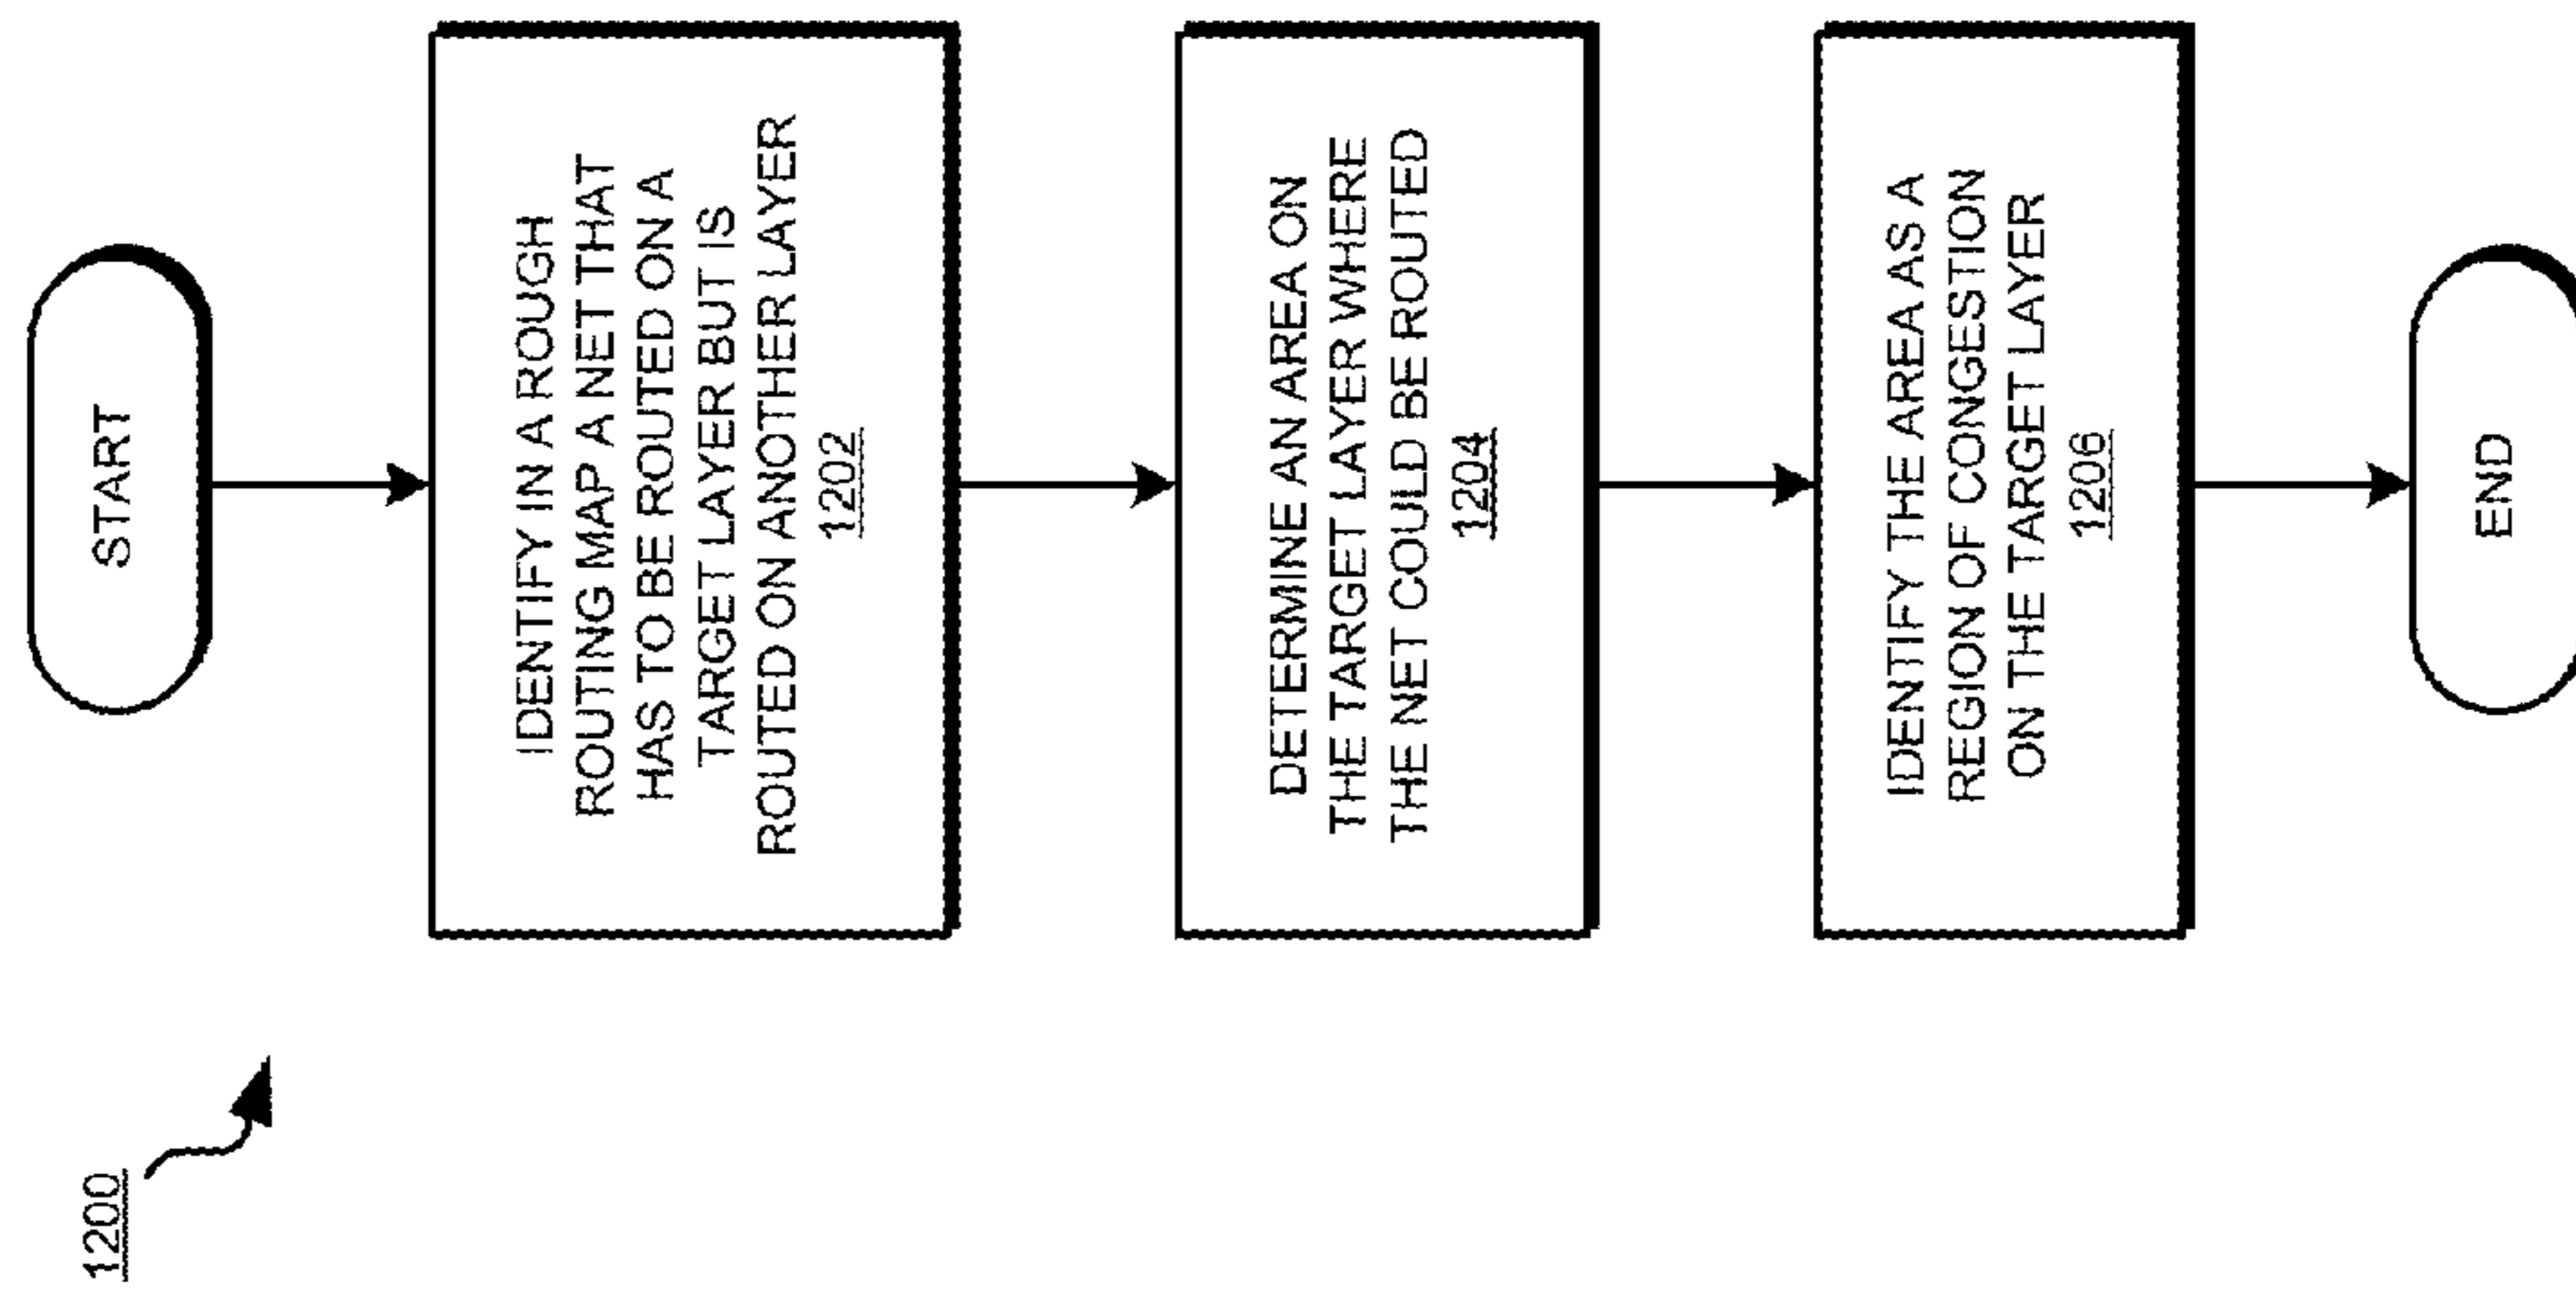 1200
START
IDENTIFY IN A ROUGH
ROUTING MAP A NET THAT
HAS TO BE ROUTED ON A
TARGET LAYER BUT IS
ROUTED ON ANOTHER LAYER
1202
DETERMINE AN AREA ON
THE TARGET LAYER WHERE
THE NET COULD BE ROUTED
1204
IDENTIFY THE AREA AS A
REGION OF CONGESTION
ON THE TARGET LAYER
1206
END